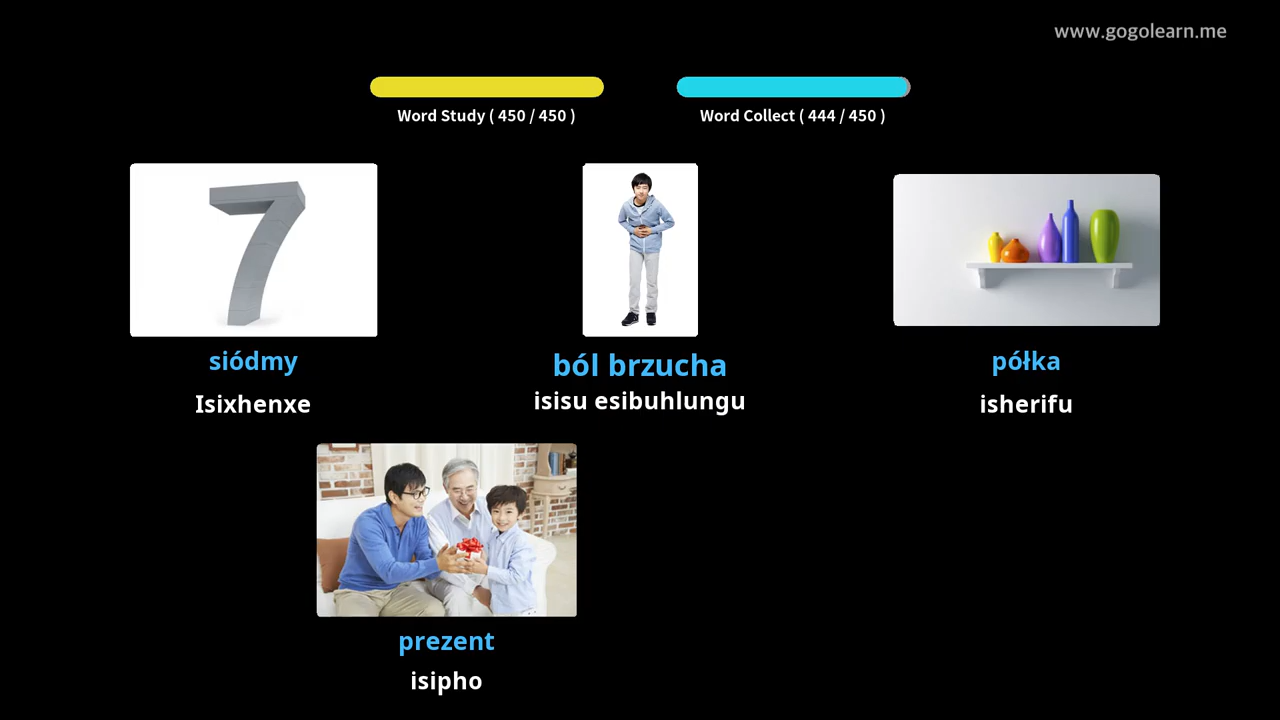 www.gogolearn.me
Word Study ( 450 / 450 )
Word Collect ( 444 / 450 )
7
siódmy
Isixhenxe
ból brzucha
isisu esibuhlungu
półka
isherifu
prezent
isipho